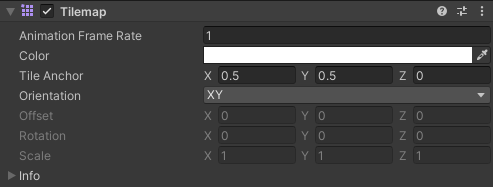 Tilemap
Animation Frame Rate 1
Color
Tile Anchor X 0.5 Y 0.5 Z 0
Orientation XY
Offset X 0 Y 0 Z 0
Rotation X 0 Y 0 Z 0
Scale X 1 Y 1 Z 1
Info